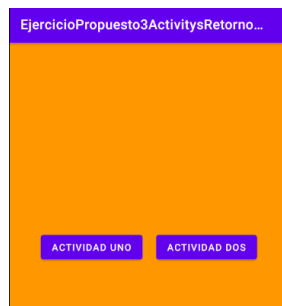 EjercicioPropuesto3ActivitysRetorno...
ACTIVIDAD UNO
ACTIVIDAD DOS